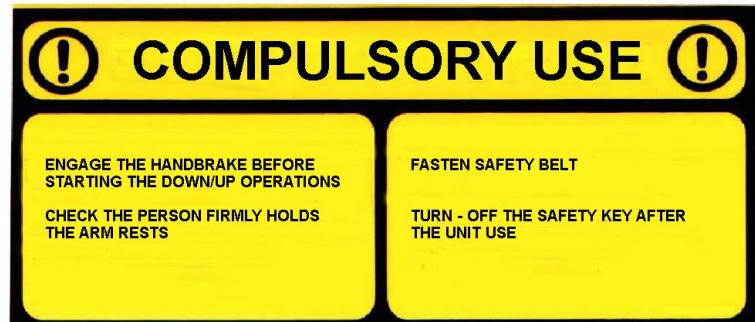 COMPULSORY USE
ENGAGE THE HANDBRAKE BEFORE
STARTING THE DOWN/UP OPERATIONS
CHECK THE PERSON FIRMLY HOLDS
THE ARM RESTS
FASTEN SAFETY BELT
TURN - OFF THE SAFETY KEY AFTER
THE UNIT USE